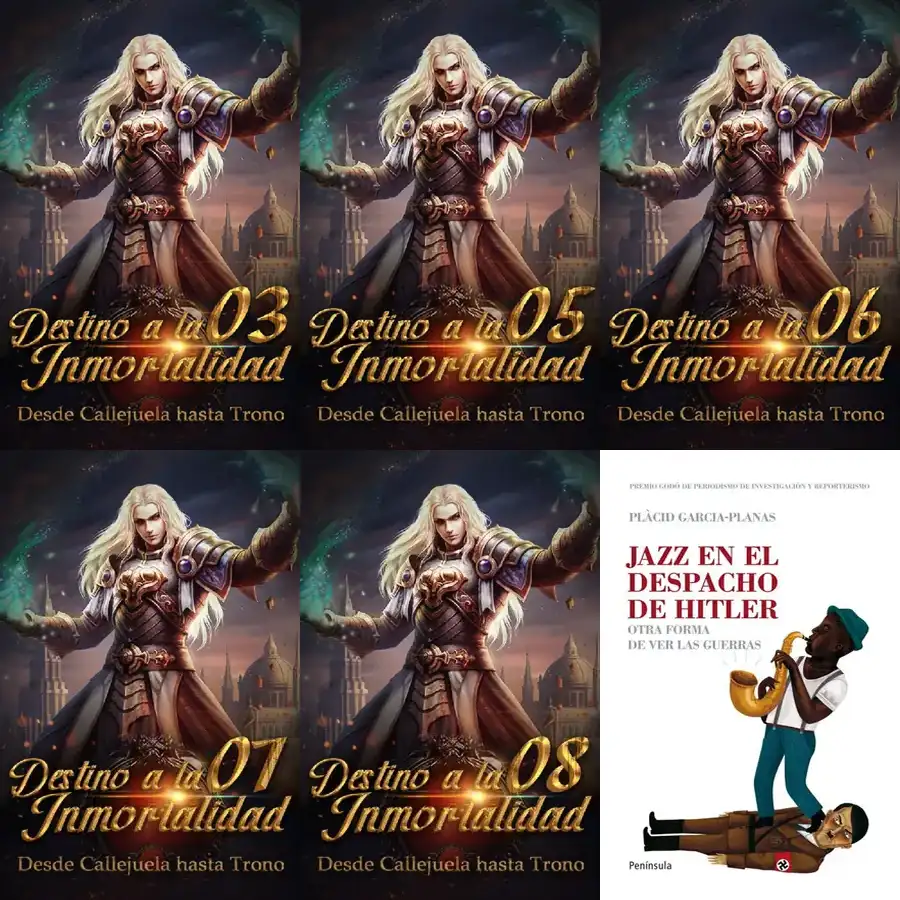 Destino a la 03
Inmortalidad
Desde Callejuela hasta Trono
Destino a la 05
Inmortalidad
Desde Callejuela hasta Trono
Destino a la 06
Inmortalidad
Desde Callejuela hasta Trono
Destino a la 07
Inmortalidad
Desde Callejuela hasta Trono
Destino a la 08
Inmortalidad
Desde Callejuela hasta Trono
PREMIO GODÓ DE PERIODISMO DE INVESTIGACIÓN Y REPORTERISMO
PLÀCID GARCIA-PLANAS
JAZZ EN EL
DESPACHO
DE HITLER
OTRA FORMA
DE VER LAS GUERRAS
Península